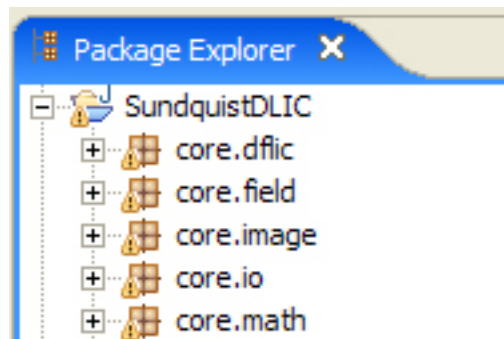 Package Explorer
SundquistDLIC
core.dflic
core.field
core.image
core.io
core.math